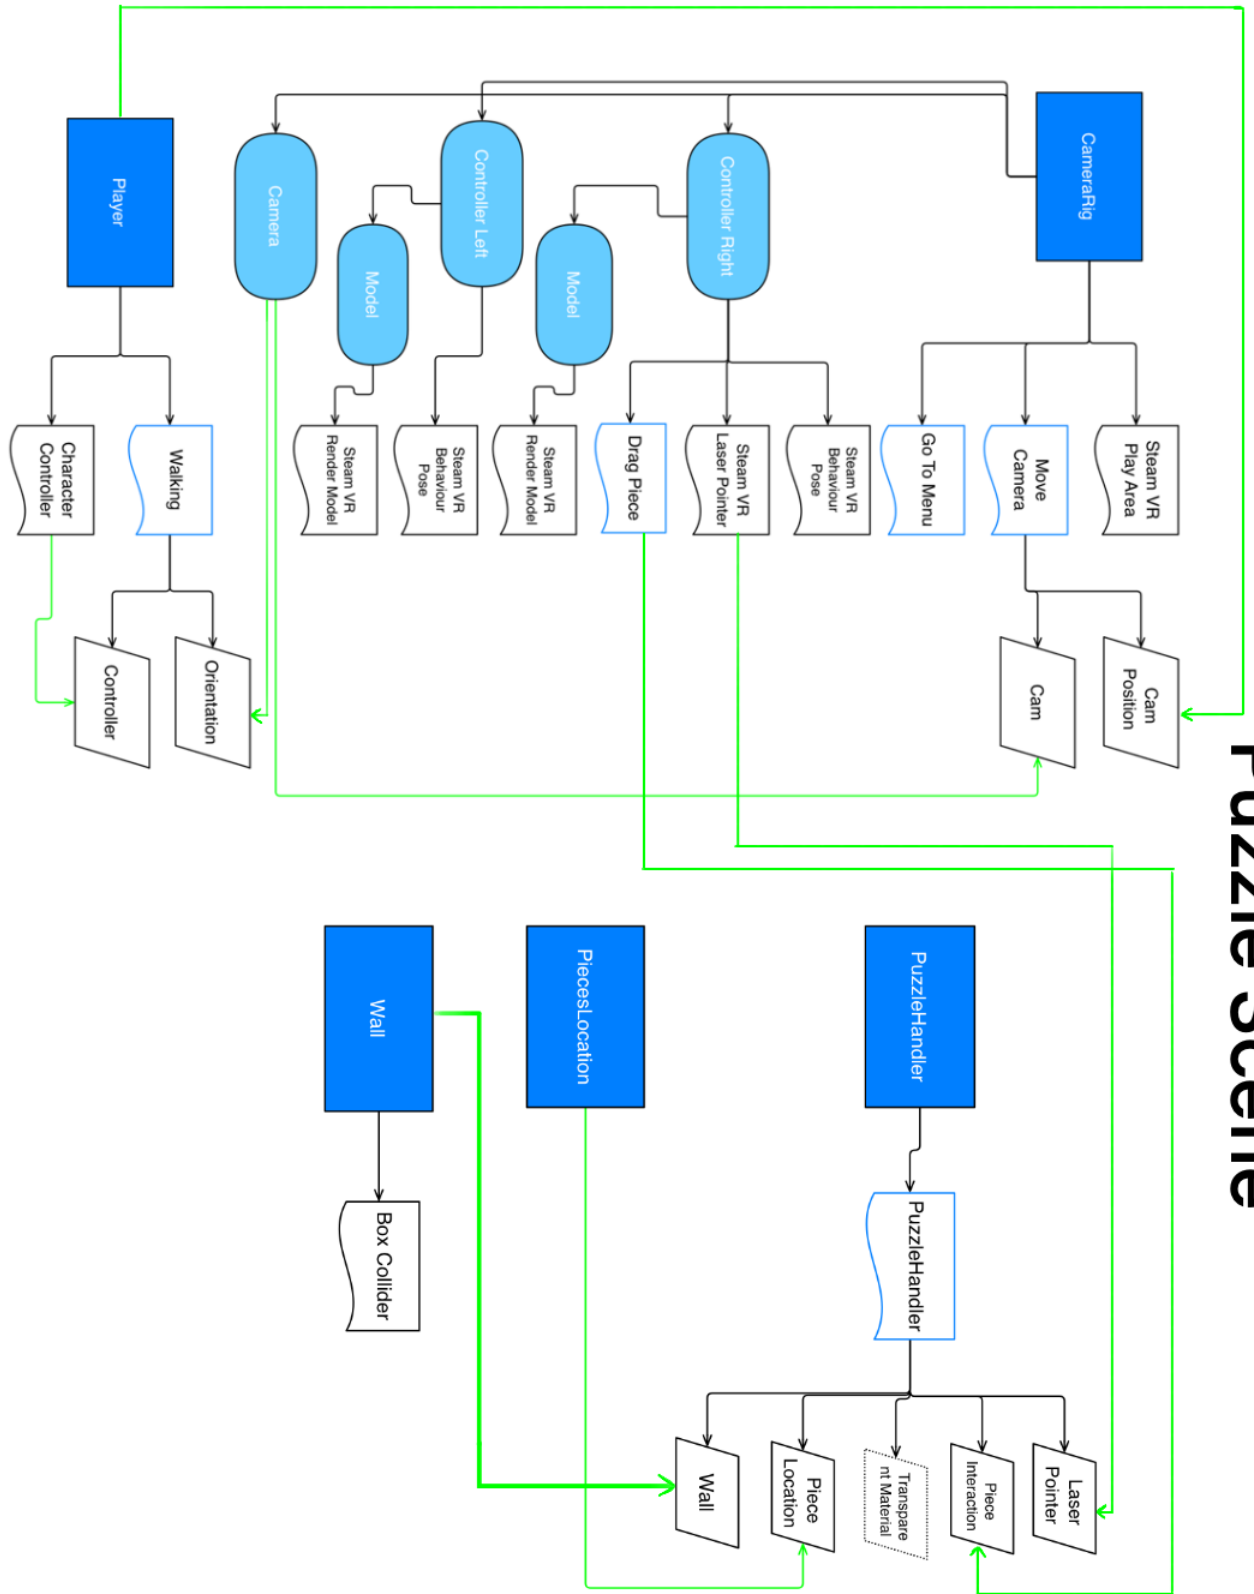 Puzzle Scene
CameraRig
Steam VR
Play Area
Cam
Position
Move
Camera
Cam
Go To Menu
Controller Right
Steam VR
Behaviour
Pose
Steam VR
Laser Pointer
Drag Piece
Model
Steam VR
Render Model
Controller Left
Steam VR
Behaviour
Pose
Model
Steam VR
Render Model
Camera
Player
Walking
Orientation
Character
Controller
Controller
PuzzleHandler
PuzzleHandler
Laser
Pointer
Piece
Interaction
Transpare
nt Material
Piece
Location
Wall
PiecesLocation
Wall
Box Collider